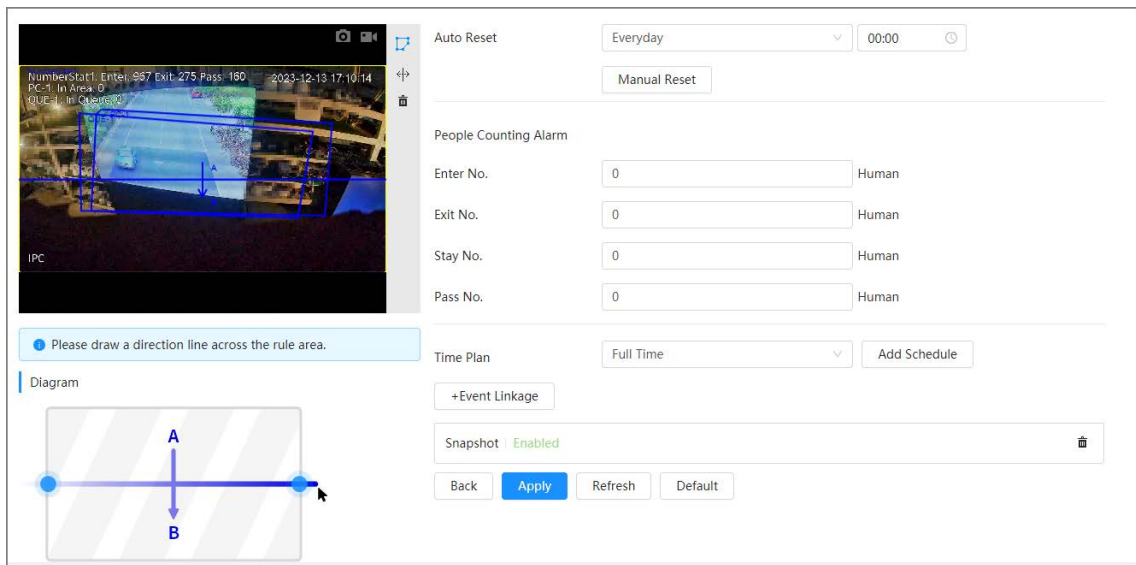 NumberStat1: Enter: 967 Exit: 275 Pass: 160
2023-12-13 17:10:14
PC-1: In Area: 0
QUE-1: In Queue: 0
A
IPC
Please draw a direction line across the rule area.
Diagram
A
B
Auto Reset
Everyday
00:00
Manual Reset
People Counting Alarm
Enter No.
0
Human
Exit No.
0
Human
Stay No.
0
Human
Pass No.
0
Human
Time Plan
Full Time
Add Schedule
+Event Linkage
Snapshot
Enabled
Back
Apply
Refresh
Default